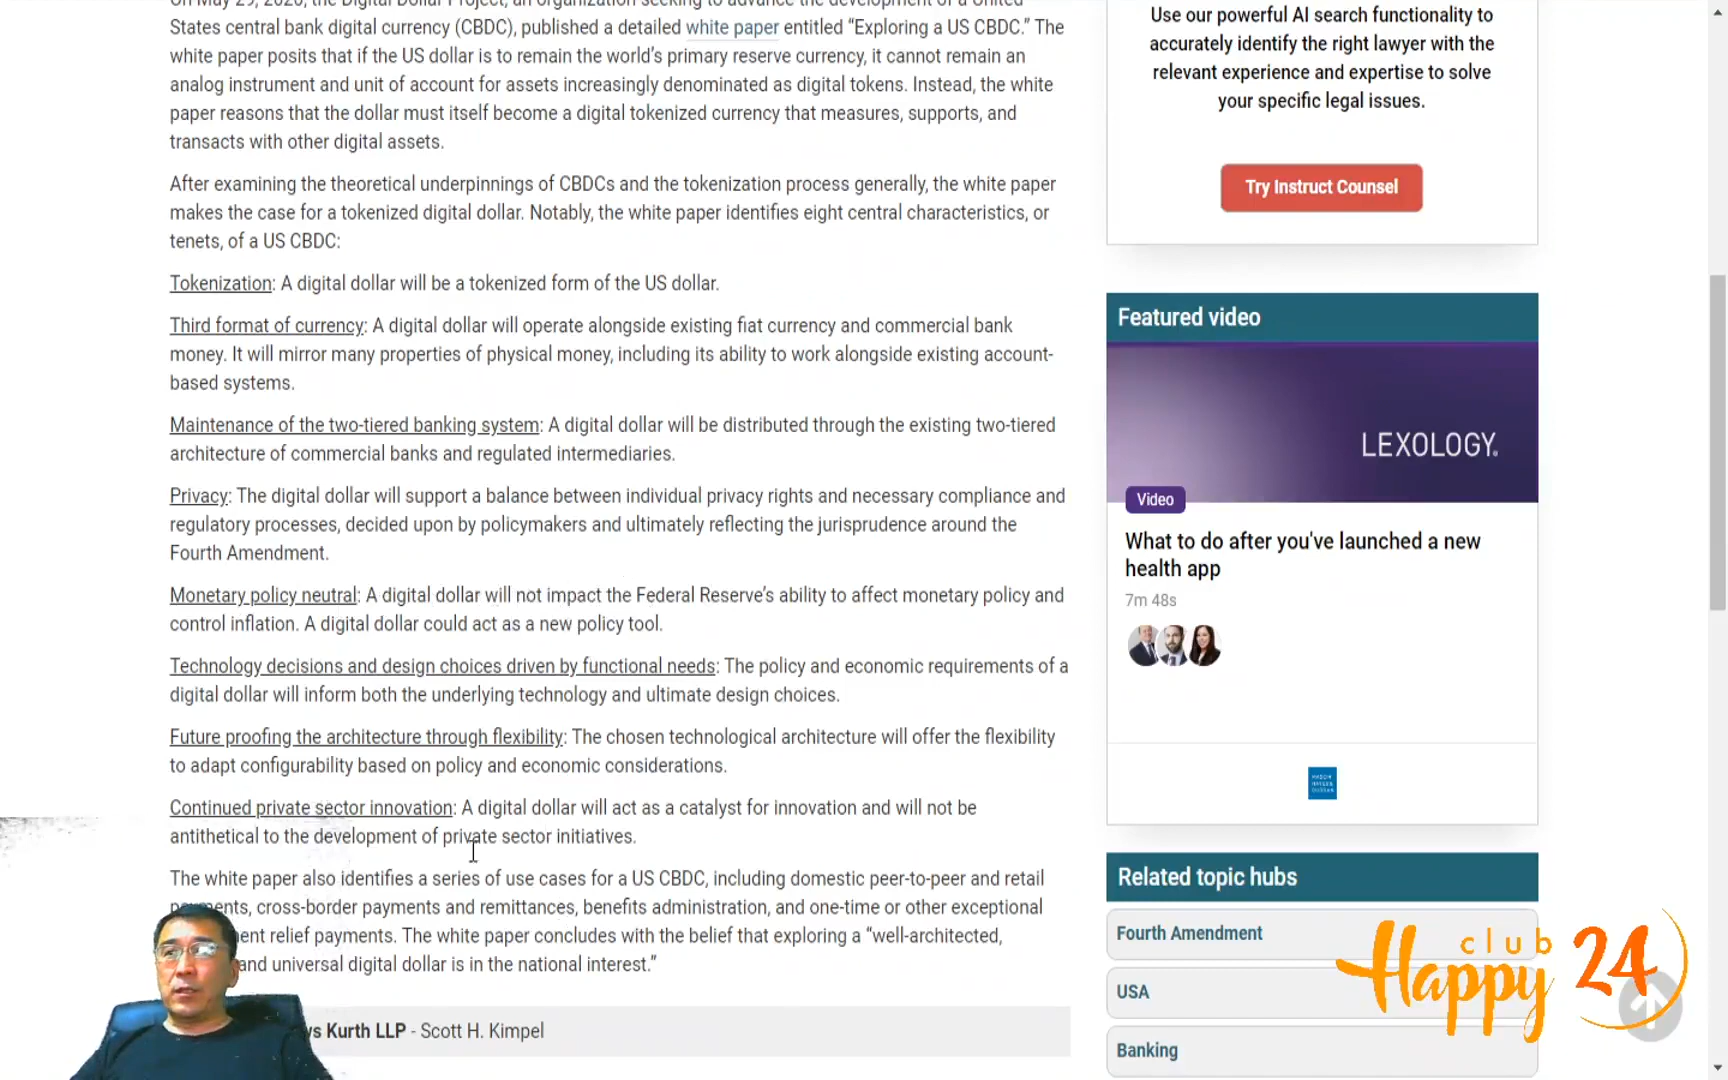 States central bank digital currency (CBDC), published a detailed white paper entitled “Exploring a US CBDC.” The
white paper posits that if the US dollar is to remain the world’s primary reserve currency, it cannot remain an
analog instrument and unit of account for assets increasingly denominated as digital tokens. Instead, the white
paper reasons that the dollar must itself become a digital tokenized currency that measures, supports, and
transacts with other digital assets.
After examining the theoretical underpinnings of CBDCs and the tokenization process generally, the white paper
makes the case for a tokenized digital dollar. Notably, the white paper identifies eight central characteristics, or
tenets, of a US CBDC:
Tokenization: A digital dollar will be a tokenized form of the US dollar.
Third format of currency: A digital dollar will operate alongside existing fiat currency and commercial bank
money. It will mirror many properties of physical money, including its ability to work alongside existing account-
based systems.
Maintenance of the two-tiered banking system: A digital dollar will be distributed through the existing two-tiered
architecture of commercial banks and regulated intermediaries.
Privacy: The digital dollar will support a balance between individual privacy rights and necessary compliance and
regulatory processes, decided upon by policymakers and ultimately reflecting the jurisprudence around the
Fourth Amendment.
Monetary policy neutral: A digital dollar will not impact the Federal Reserve’s ability to affect monetary policy and
control inflation. A digital dollar could act as a new policy tool.
Technology decisions and design choices driven by functional needs: The policy and economic requirements of a
digital dollar will inform both the underlying technology and ultimate design choices.
Future proofing the architecture through flexibility: The chosen technological architecture will offer the flexibility
to adapt configurability based on policy and economic considerations.
Continued private sector innovation: A digital dollar will act as a catalyst for innovation and will not be
antithetical to the development of private sector initiatives.
The white paper also identifies a series of use cases for a US CBDC, including domestic peer-to-peer and retail
cross-border payments and remittances, benefits administration, and one-time or other exceptional
relief payments. The white paper concludes with the belief that exploring a “well-architected,
and universal digital dollar is in the national interest.”
Kurth LLP - Scott H. Kimpel
Use our powerful AI search functionality to
accurately identify the right lawyer with the
relevant experience and expertise to solve
your specific legal issues.
Try Instruct Counsel
Featured video
LEXOLOGY.
Video
What to do after you've launched a new
health app
7m 48s
Related topic hubs
Fourth Amendment
USA
Banking
club
Happy 24